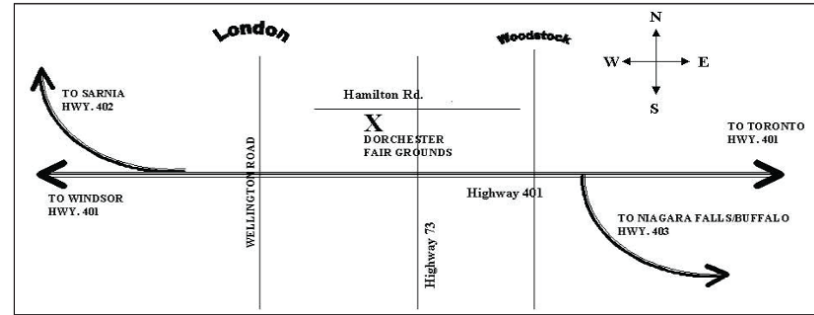 London
Woodstock
N
W E
S
TO SARNIA
HWY. 402
Hamilton Rd.
X
DORCHESTER
FAIR GROUNDS
TO TORONTO
HWY. 401
TO WINDSOR
HWY. 401
WELLINGTON ROAD
Highway 401
Highway 73
TO NIAGARA FALLS/BUFFALO
HWY. 403